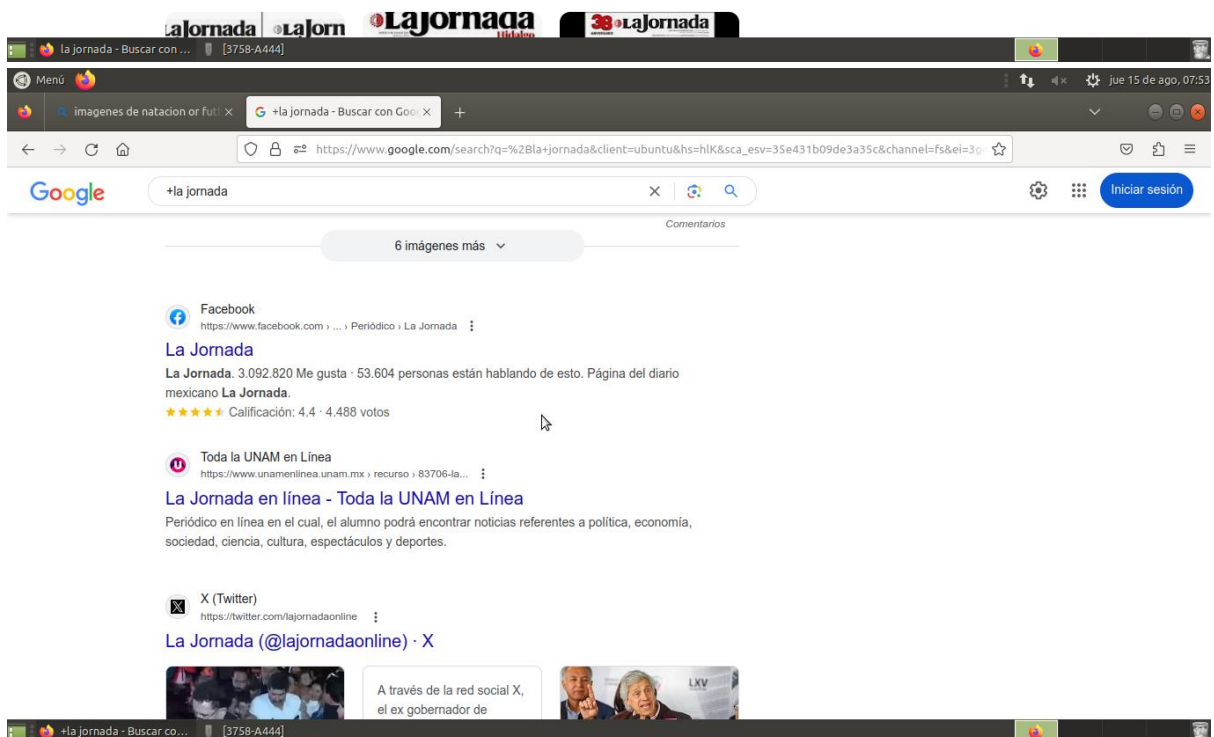 LaJornada
Hidalgo
38 LaJornada
la jornada - Buscar con ...
[3758-A444]
Menú
jue 15 de ago, 07:53
imagenes de natacion or fut
+la jornada - Buscar con Goo
https://www.google.com/search?q=%2Bla+jornada&client=ubuntu&hs=hlK&sca_esv=35e431b09de3a35c&channel=fs&ei=3g
Google
+la jornada
Iniciar sesión
Comentarios
6 imágenes más
Facebook
https://www.facebook.com › ... › Periódico › La Jornada
La Jornada
La Jornada. 3.092.820 Me gusta · 53.604 personas están hablando de esto. Página del diario
mexicano La Jornada.
Calificación: 4.4 · 4.488 votos
Toda la UNAM en Línea
https://www.unamenlinea.unam.mx › recurso › 83706-la...
La Jornada en línea - Toda la UNAM en Línea
Periódico en línea en el cual, el alumno podrá encontrar noticias referentes a política, economía,
sociedad, ciencia, cultura, espectáculos y deportes.
X (Twitter)
https://twitter.com/lajornadaonline
La Jornada (@lajornadaonline) · X
A través de la red social X,
el ex gobernador de
LXV
+la jornada - Buscar co...
[3758-A444]